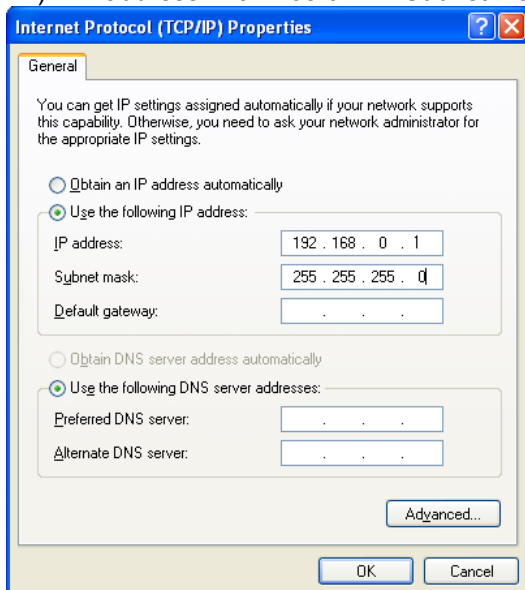 Internet Protocol (TCP/IP) Properties
General
You can get IP settings assigned automatically if your network supports
this capability. Otherwise, you need to ask your network administrator for
the appropriate IP settings.
Obtain an IP address automatically
Use the following IP address:
IP address: 192 . 168 . 0 . 1
Subnet mask: 255 . 255 . 255 . 0
Default gateway: . . .
Obtain DNS server address automatically
Use the following DNS server addresses:
Preferred DNS server: . . .
Alternate DNS server: . . .
Advanced...
OK Cancel